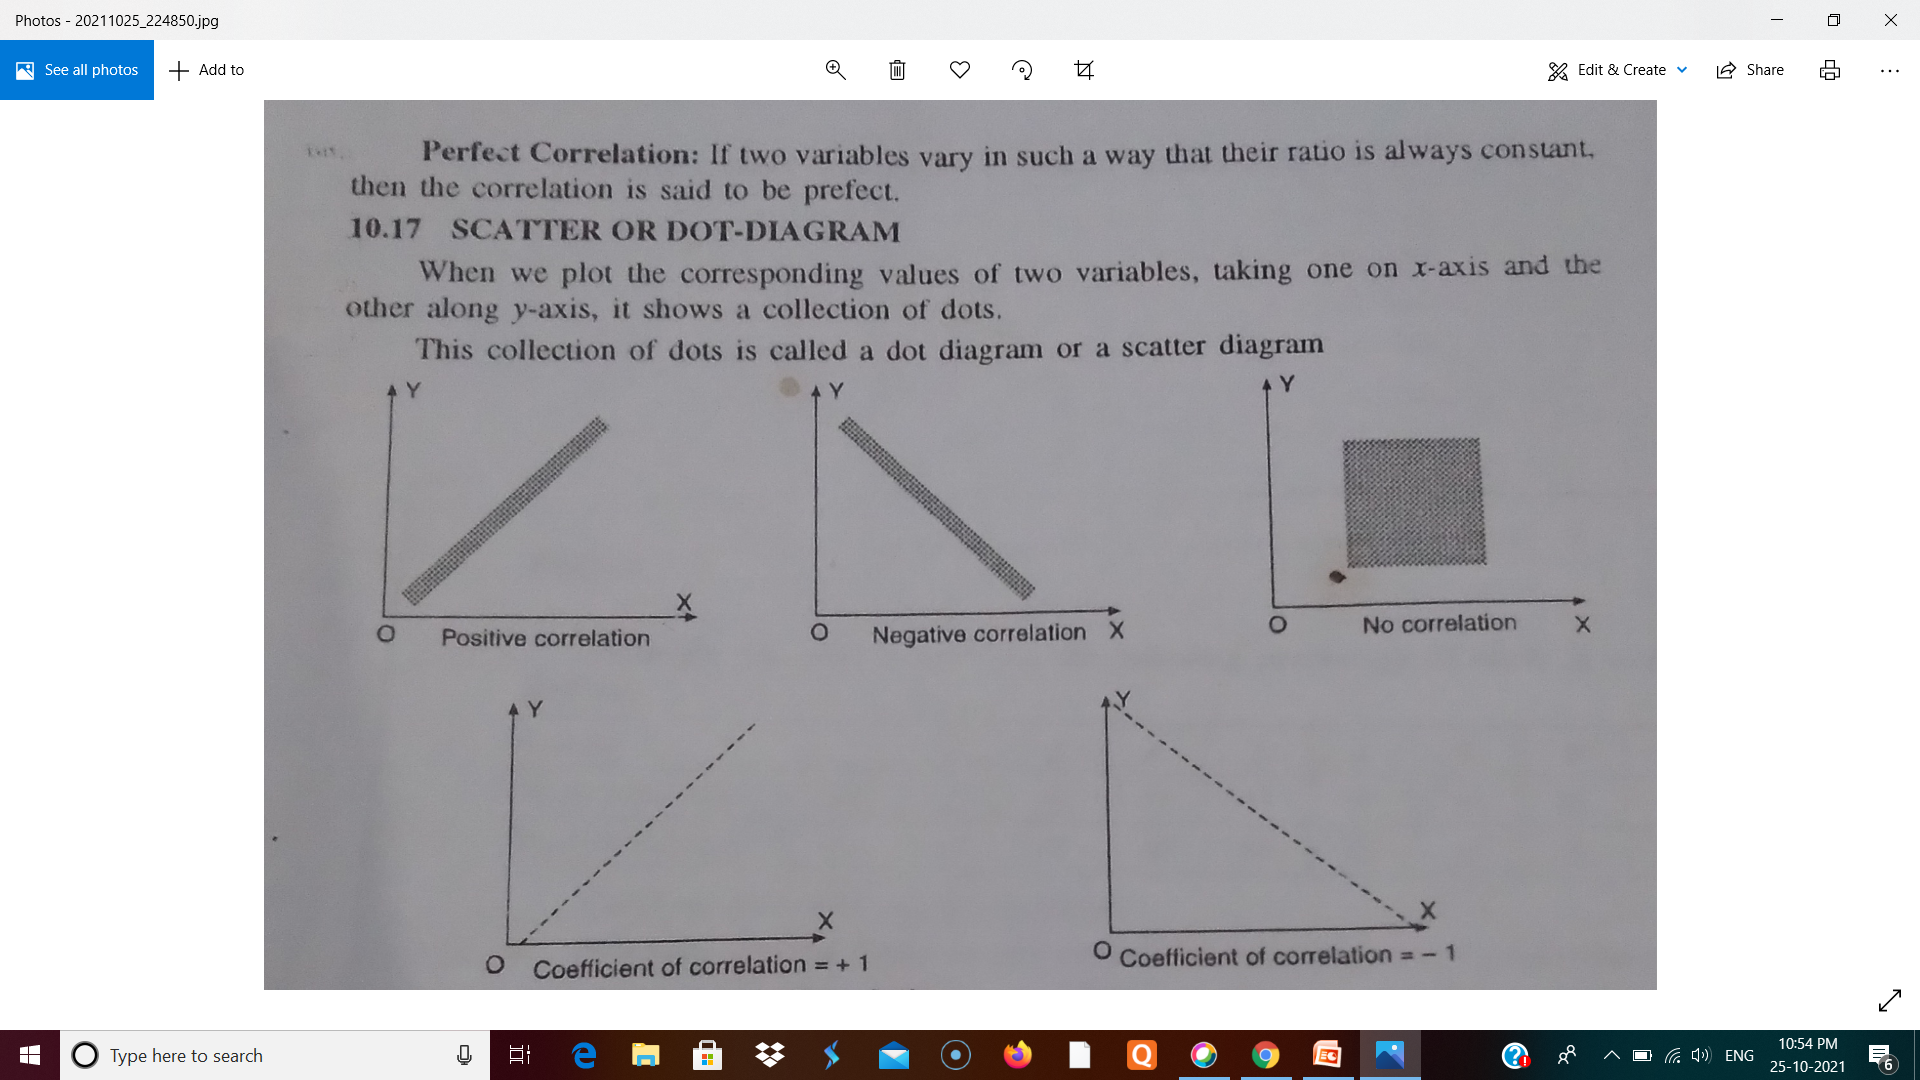 Photos - 20211025_224850.jpg
See all photos
Add to
Edit & Create
Share
Perfect Correlation: If two variables vary in such a way that their ratio is always constant,
then the correlation is said to be prefect.
10.17 SCATTER OR DOT-DIAGRAM
When we plot the corresponding values of two variables, taking one on x-axis and the
other along y-axis, it shows a collection of dots.
This collection of dots is called a dot diagram or a scatter diagram
Y
X
O
Positive correlation
Y
O
Negative correlation X
Y
O
No correlation X
Y
X
O
Coefficient of correlation = + 1
Y
X
O
Coefficient of correlation = – 1
Type here to search
ENG
10:54 PM
25-10-2021
6